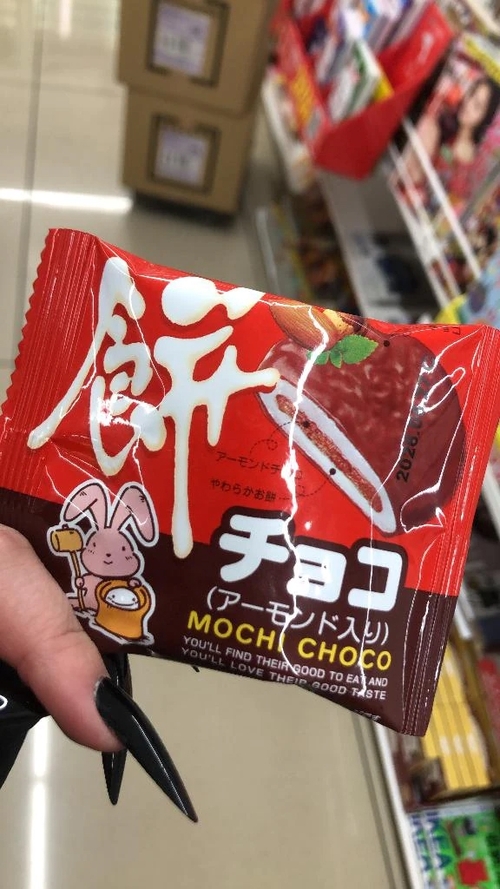 餅
アーモンドチョコ
やわらかお餅
チョコ
(アーモンド入り)
MOCHI CHOCO
YOU'LL FIND THEIR GOOD TO EAT AND
YOU'LL LOVE THEIR GOOD TASTE